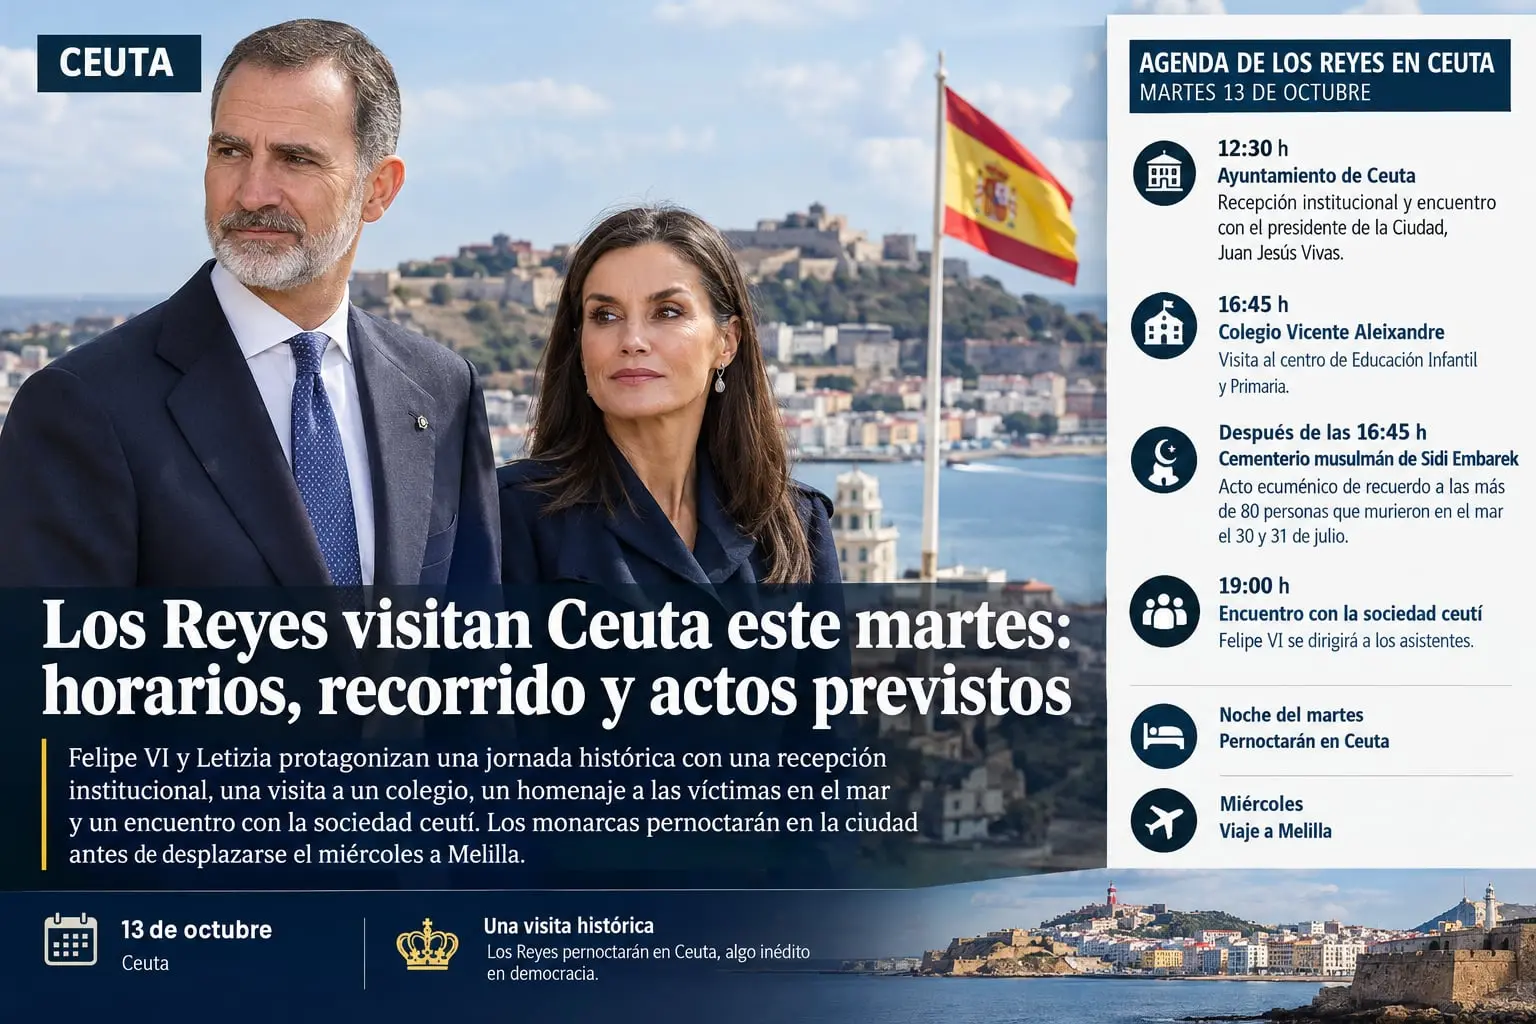 CEUTA
Los Reyes visitan Ceuta este martes:
horarios, recorrido y actos previstos
Felipe VI y Letizia protagonizan una jornada histórica con una recepción
institucional, una visita a un colegio, un homenaje a las víctimas en el mar
y un encuentro con la sociedad ceutí. Los monarcas pernoctarán en la ciudad
antes de desplazarse el miércoles a Melilla.
13 de octubre
Ceuta
Una visita histórica
Los Reyes pernoctarán en Ceuta, algo inédito
en democracia.
AGENDA DE LOS REYES EN CEUTA
MARTES 13 DE OCTUBRE
12:30 h
Ayuntamiento de Ceuta
Recepción institucional y encuentro
con el presidente de la Ciudad,
Juan Jesús Vivas.
16:45 h
Colegio Vicente Aleixandre
Visita al centro de Educación Infantil
y Primaria.
Después de las 16:45 h
Cementerio musulmán de Sidi Embarek
Acto ecuménico de recuerdo a las más
de 80 personas que murieron en el mar
el 30 y 31 de julio.
19:00 h
Encuentro con la sociedad ceutí
Felipe VI se dirigirá a los asistentes.
Noche del martes
Pernoctarán en Ceuta
Miércoles
Viaje a Melilla